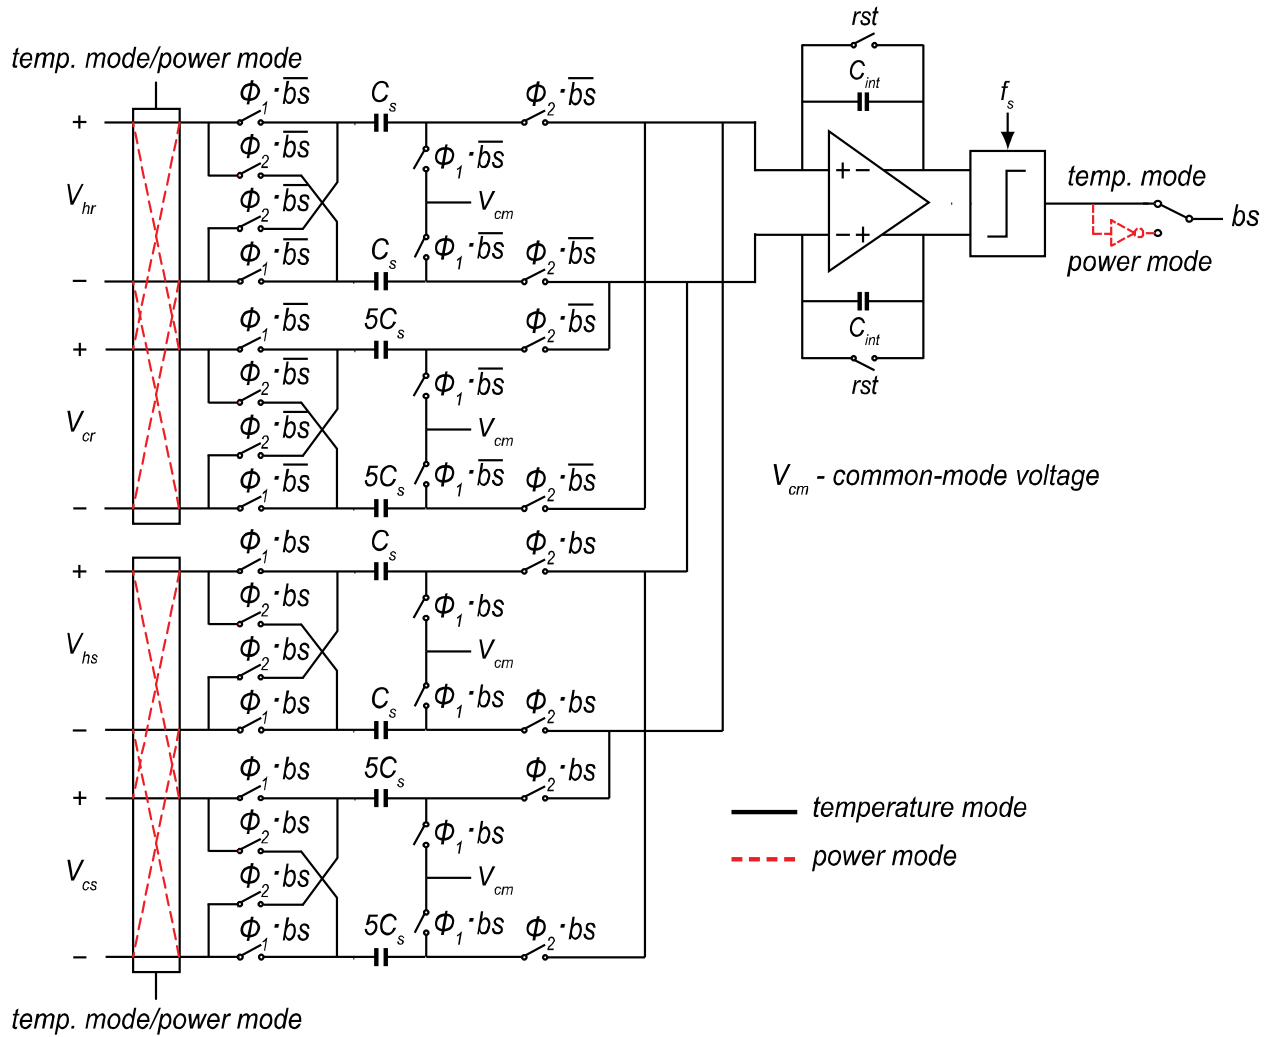 temp. mode/power mode
+
V_hr
−
+
V_cr
−
Φ₁·b̅s̅
Φ₂·b̅s̅
Φ₂·b̅s̅
Φ₁·b̅s̅
Φ₁·b̅s̅
Φ₂·b̅s̅
Φ₂·b̅s̅
Φ₁·b̅s̅
C_s
C_s
5C_s
5C_s
Φ₁·b̅s̅
V_cm
Φ₁·b̅s̅
Φ₁·b̅s̅
V_cm
Φ₁·b̅s̅
Φ₂·b̅s̅
Φ₂·b̅s̅
Φ₂·b̅s̅
Φ₂·b̅s̅
+
V_hs
−
+
V_cs
−
Φ₁·bs
Φ₂·bs
Φ₂·bs
Φ₁·bs
Φ₁·bs
Φ₂·bs
Φ₂·bs
Φ₁·bs
C_s
C_s
5C_s
5C_s
Φ₁·bs
V_cm
Φ₁·bs
Φ₁·bs
V_cm
Φ₁·bs
Φ₂·bs
Φ₂·bs
Φ₂·bs
Φ₂·bs
temp. mode/power mode
rst
C_int
+ −
− +
C_int
rst
f_s
temp. mode
bs
power mode
V_cm - common-mode voltage
temperature mode
power mode